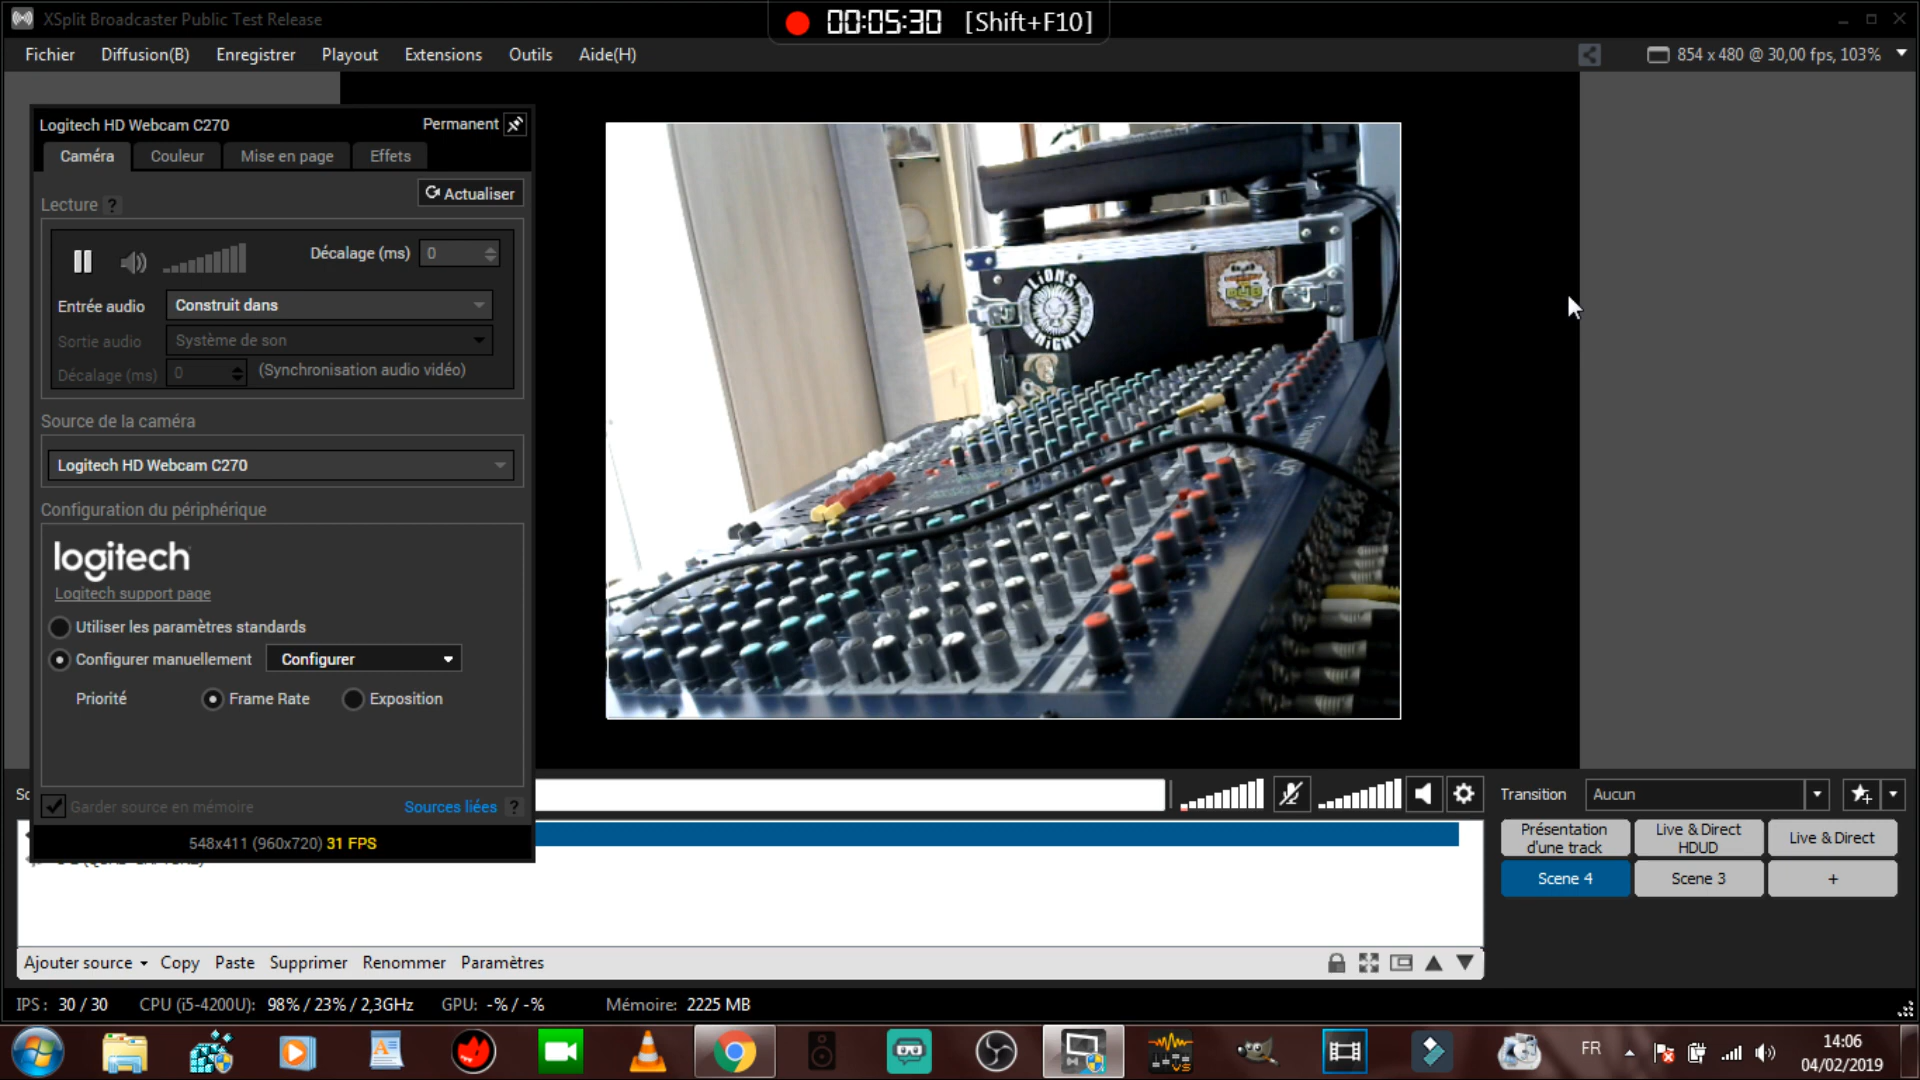 XSplit Broadcaster Public Test Release
00:05:30 [Shift+F10]
Fichier Diffusion(B) Enregistrer Playout Extensions Outils Aide(H)
854 x 480 @ 30,00 fps, 103%
Logitech HD Webcam C270 Permanent
Caméra Couleur Mise en page Effets
Actualiser
Lecture ?
Décalage (ms) 0
Entrée audio Construit dans
Sortie audio Système de son
Décalage (ms) 0 (Synchronisation audio vidéo)
Source de la caméra
Logitech HD Webcam C270
Configuration du périphérique
logitech
Logitech support page
Utiliser les paramètres standards
Configurer manuellement Configurer
Priorité Frame Rate Exposition
Garder source en mémoire Sources liées ?
548x411 (960x720) 31 FPS
LION'S
NIGHT
Transition Aucun
Présentation
d'une track
Live & Direct
HDUD
Live & Direct
Scene 4 Scene 3 +
Ajouter source Copy Paste Supprimer Renommer Paramètres
IPS : 30 / 30 CPU (i5-4200U): 98% / 23% / 2,3GHz GPU: -% / -% Mémoire: 2225 MB
VS
FR
14:06
04/02/2019